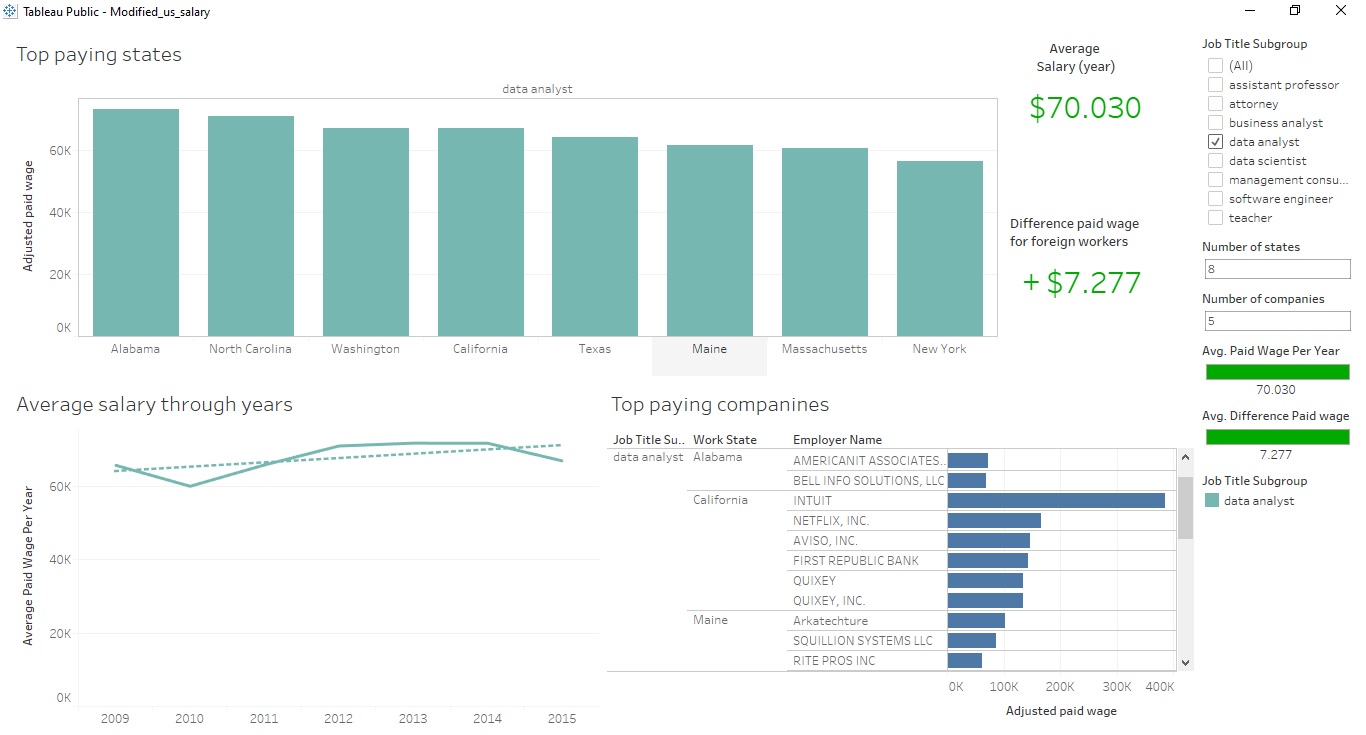 Tableau Public - Modified_us_salary
Top paying states
data analyst
Adjusted paid wage
60K
40K
20K
0K
Alabama North Carolina Washington California Texas Maine Massachusetts New York
Average
Salary (year)
$70.030
Difference paid wage
for foreign workers
+ $7.277
Job Title Subgroup
(All)
assistant professor
attorney
business analyst
data analyst
data scientist
management consu...
software engineer
teacher
Number of states
8
Number of companies
5
Avg. Paid Wage Per Year
70.030
Avg. Difference Paid wage
7.277
Job Title Subgroup
data analyst
Average salary through years
Average Paid Wage Per Year
60K
40K
20K
0K
2009 2010 2011 2012 2013 2014 2015
Top paying companines
Job Title Su.. Work State Employer Name
data analyst Alabama AMERICANIT ASSOCIATES..
BELL INFO SOLUTIONS, LLC
California INTUIT
NETFLIX, INC.
AVISO, INC.
FIRST REPUBLIC BANK
QUIXEY
QUIXEY, INC.
Maine Arkatechture
SQUILLION SYSTEMS LLC
RITE PROS INC
0K 100K 200K 300K 400K
Adjusted paid wage